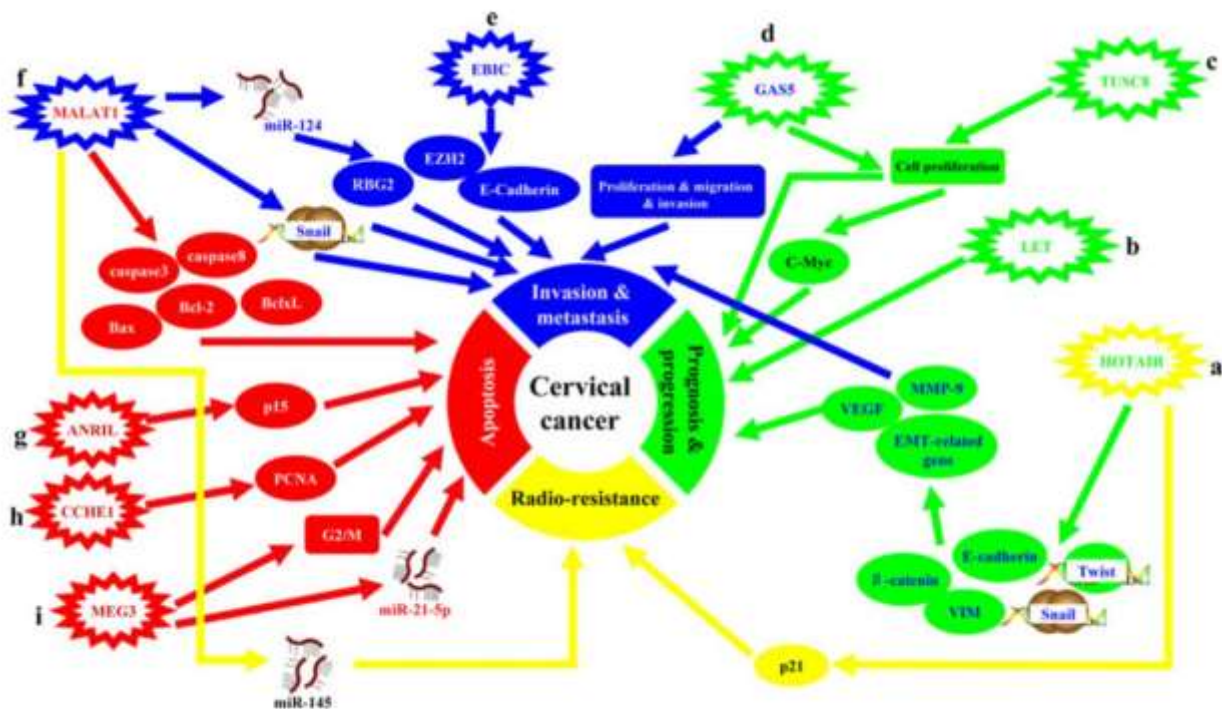 e
d
c
f
EBIC
GAS5
TUSC8
MALAT1
miR-124
EZH2
RBG2
E-Cadherin
Proliferation & migration
& invasion
Cell proliferation
b
LET
Snail
caspase8
caspase3
C-Myc
Bcl-2
BclxL
Bax
Invasion &
metastasis
HOTAIR
a
Apoptosis
Cervical
cancer
Prognosis &
progression
MMP-9
VEGF
p15
g
ANRIL
EMT-related
gene
PCNA
CCHE1
h
Radio-resistance
G2/M
E-cadherin
Twist
β-catenin
miR-21-5p
MEG3
i
VIM
Snail
p21
miR-145